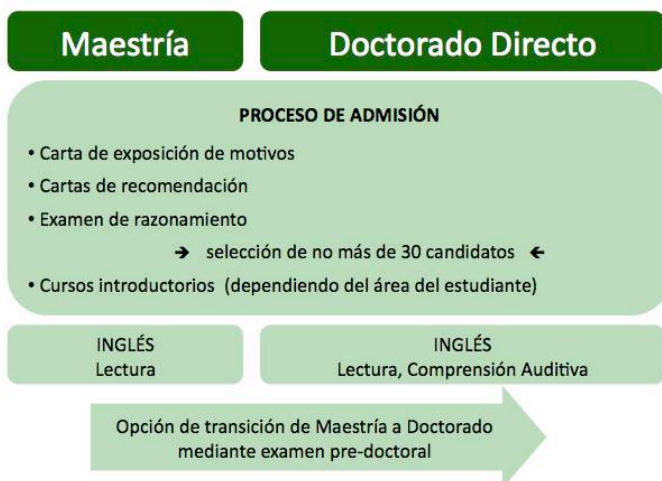 Maestría
Doctorado Directo
PROCESO DE ADMISIÓN
• Carta de exposición de motivos
• Cartas de recomendación
• Examen de razonamiento
➔ selección de no más de 30 candidatos ←
• Cursos introductorios (dependiendo del área del estudiante)
INGLÉS
Lectura
INGLÉS
Lectura, Comprensión Auditiva
Opción de transición de Maestría a Doctorado
mediante examen pre-doctoral